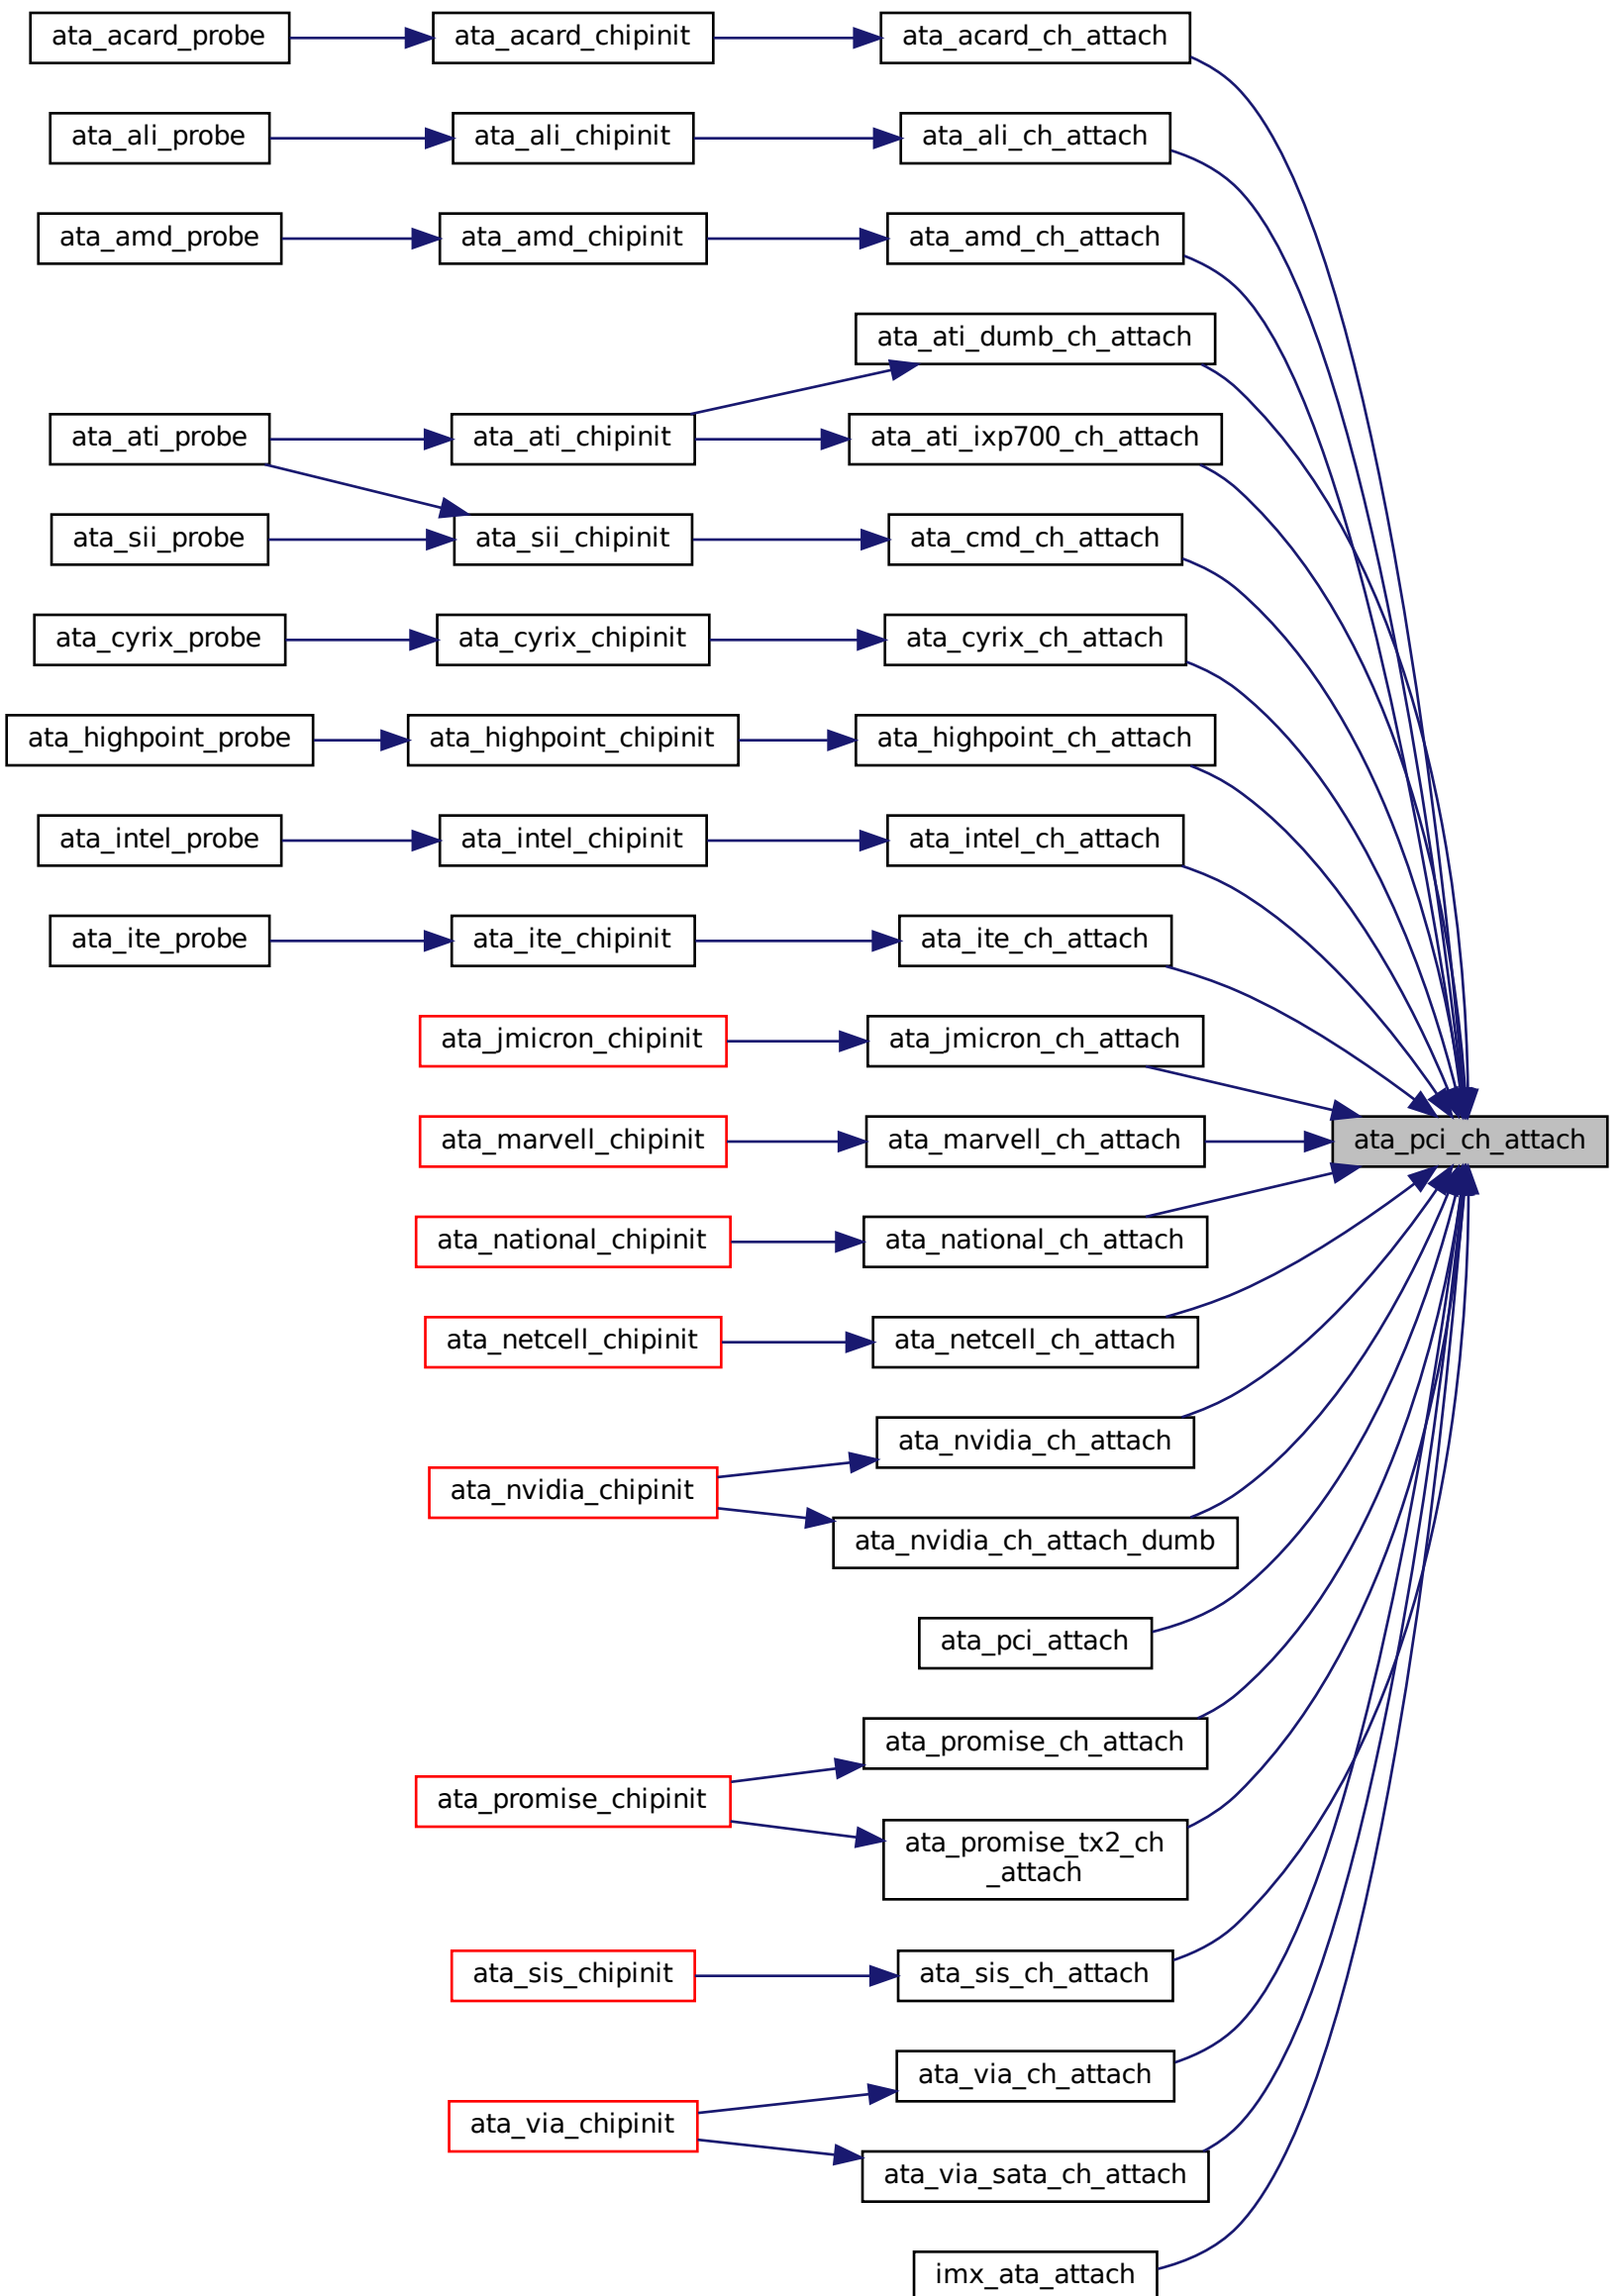 ata_acard_probe
ata_acard_chipinit
ata_acard_ch_attach
ata_ali_probe
ata_ali_chipinit
ata_ali_ch_attach
ata_amd_probe
ata_amd_chipinit
ata_amd_ch_attach
ata_ati_dumb_ch_attach
ata_ati_probe
ata_ati_chipinit
ata_ati_ixp700_ch_attach
ata_sii_probe
ata_sii_chipinit
ata_cmd_ch_attach
ata_cyrix_probe
ata_cyrix_chipinit
ata_cyrix_ch_attach
ata_highpoint_probe
ata_highpoint_chipinit
ata_highpoint_ch_attach
ata_intel_probe
ata_intel_chipinit
ata_intel_ch_attach
ata_ite_probe
ata_ite_chipinit
ata_ite_ch_attach
ata_jmicron_chipinit
ata_jmicron_ch_attach
ata_marvell_chipinit
ata_marvell_ch_attach
ata_pci_ch_attach
ata_national_chipinit
ata_national_ch_attach
ata_netcell_chipinit
ata_netcell_ch_attach
ata_nvidia_ch_attach
ata_nvidia_chipinit
ata_nvidia_ch_attach_dumb
ata_pci_attach
ata_promise_ch_attach
ata_promise_chipinit
ata_promise_tx2_ch
_attach
ata_sis_chipinit
ata_sis_ch_attach
ata_via_ch_attach
ata_via_chipinit
ata_via_sata_ch_attach
imx_ata_attach